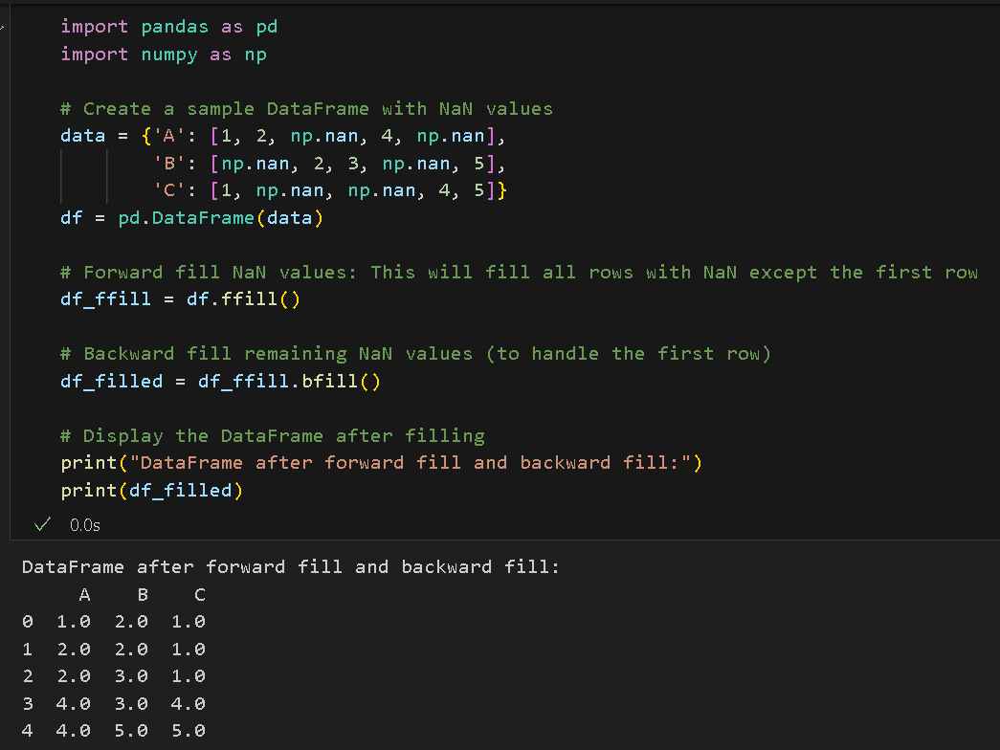 import pandas as pd
import numpy as np
# Create a sample DataFrame with NaN values
data = {'A': [1, 2, np.nan, 4, np.nan],
        'B': [np.nan, 2, 3, np.nan, 5],
        'C': [1, np.nan, np.nan, 4, 5]}
df = pd.DataFrame(data)
# Forward fill NaN values: This will fill all rows with NaN except the first row
df_ffill = df.ffill()
# Backward fill remaining NaN values (to handle the first row)
df_filled = df_ffill.bfill()
# Display the DataFrame after filling
print("DataFrame after forward fill and backward fill:")
print(df_filled)
0.0s
DataFrame after forward fill and backward fill:
     A    B    C
0  1.0  2.0  1.0
1  2.0  2.0  1.0
2  2.0  3.0  1.0
3  4.0  3.0  4.0
4  4.0  5.0  5.0